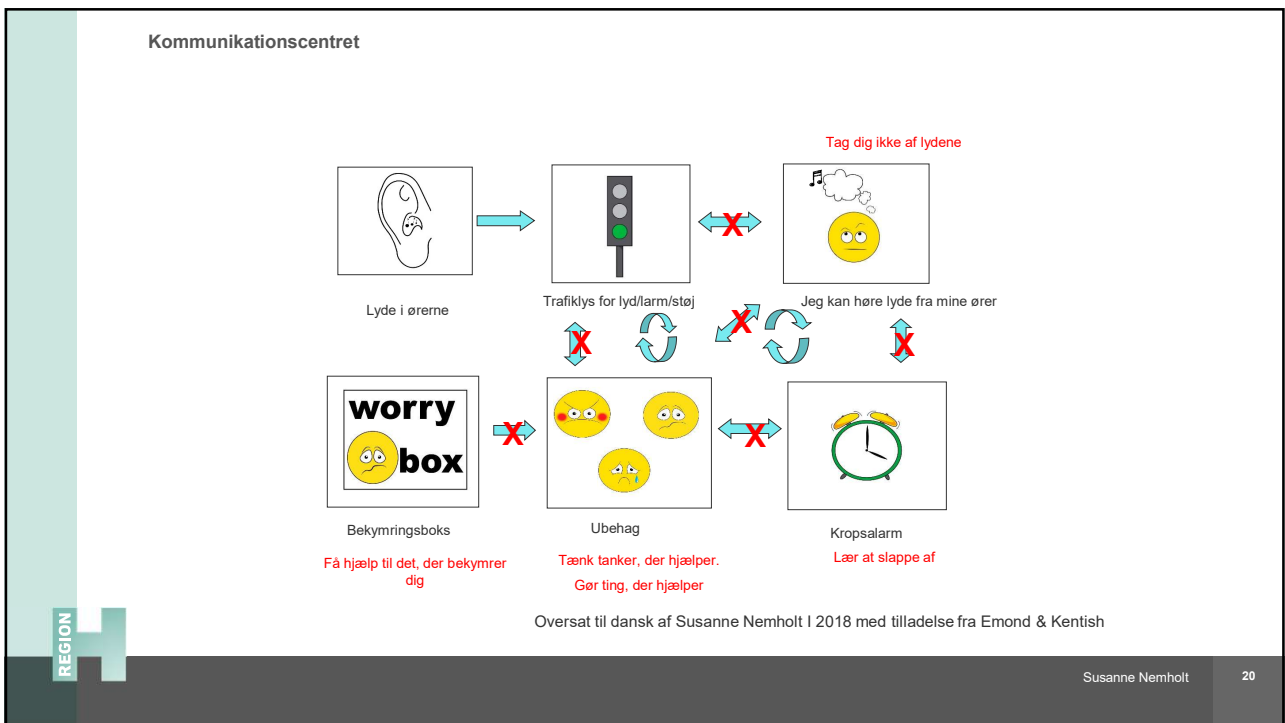 Kommunikationscentret
Tag dig ikke af lydene
Lyde i ørerne
Trafiklys for lyd/larm/støj
Jeg kan høre lyde fra mine ører
X
X
X
X
worry
box
X
X
Bekymringsboks
Ubehag
Kropsalarm
Få hjælp til det, der bekymrer
dig
Tænk tanker, der hjælper.
Gør ting, der hjælper
Lær at slappe af
Oversat til dansk af Susanne Nemholt I 2018 med tilladelse fra Emond & Kentish
REGION
H
Susanne Nemholt
20